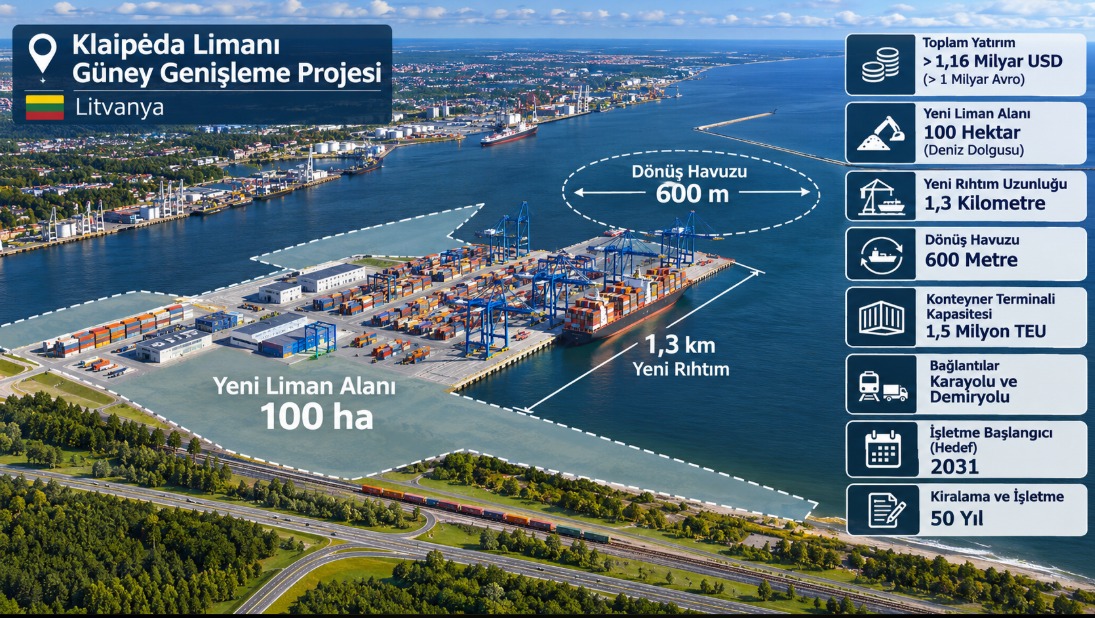 Klaipėda Limanı
Güney Genişleme Projesi
Litvanya
Dönüş Havuzu
600 m
1,3 km
Yeni Rıhtım
Yeni Liman Alanı
100 ha
Toplam Yatırım
> 1,16 Milyar USD
(> 1 Milyar Avro)
Yeni Liman Alanı
100 Hektar
(Deniz Dolgusu)
Yeni Rıhtım Uzunluğu
1,3 Kilometre
Dönüş Havuzu
600 Metre
Konteyner Terminali
Kapasitesi
1,5 Milyon TEU
Bağlantılar
Karayolu ve
Demiryolu
İşletme Başlangıcı
(Hedef)
2031
Kiralama ve İşletme
50 Yıl